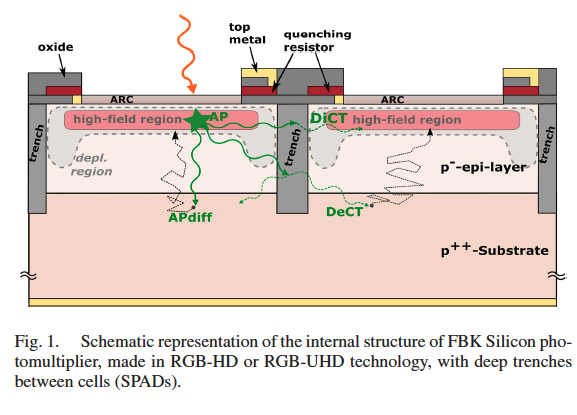 top
metal
quenching
resistor
oxide
ARC
ARC
high-field region
AP
DiCT
high-field region
trench
trench
trench
depl.
region
p⁻-epi-layer
APdiff
DeCT
p⁺⁺-Substrate
Fig. 1. Schematic representation of the internal structure of FBK Silicon pho-
tomultiplier, made in RGB-HD or RGB-UHD technology, with deep trenches
between cells (SPADs).